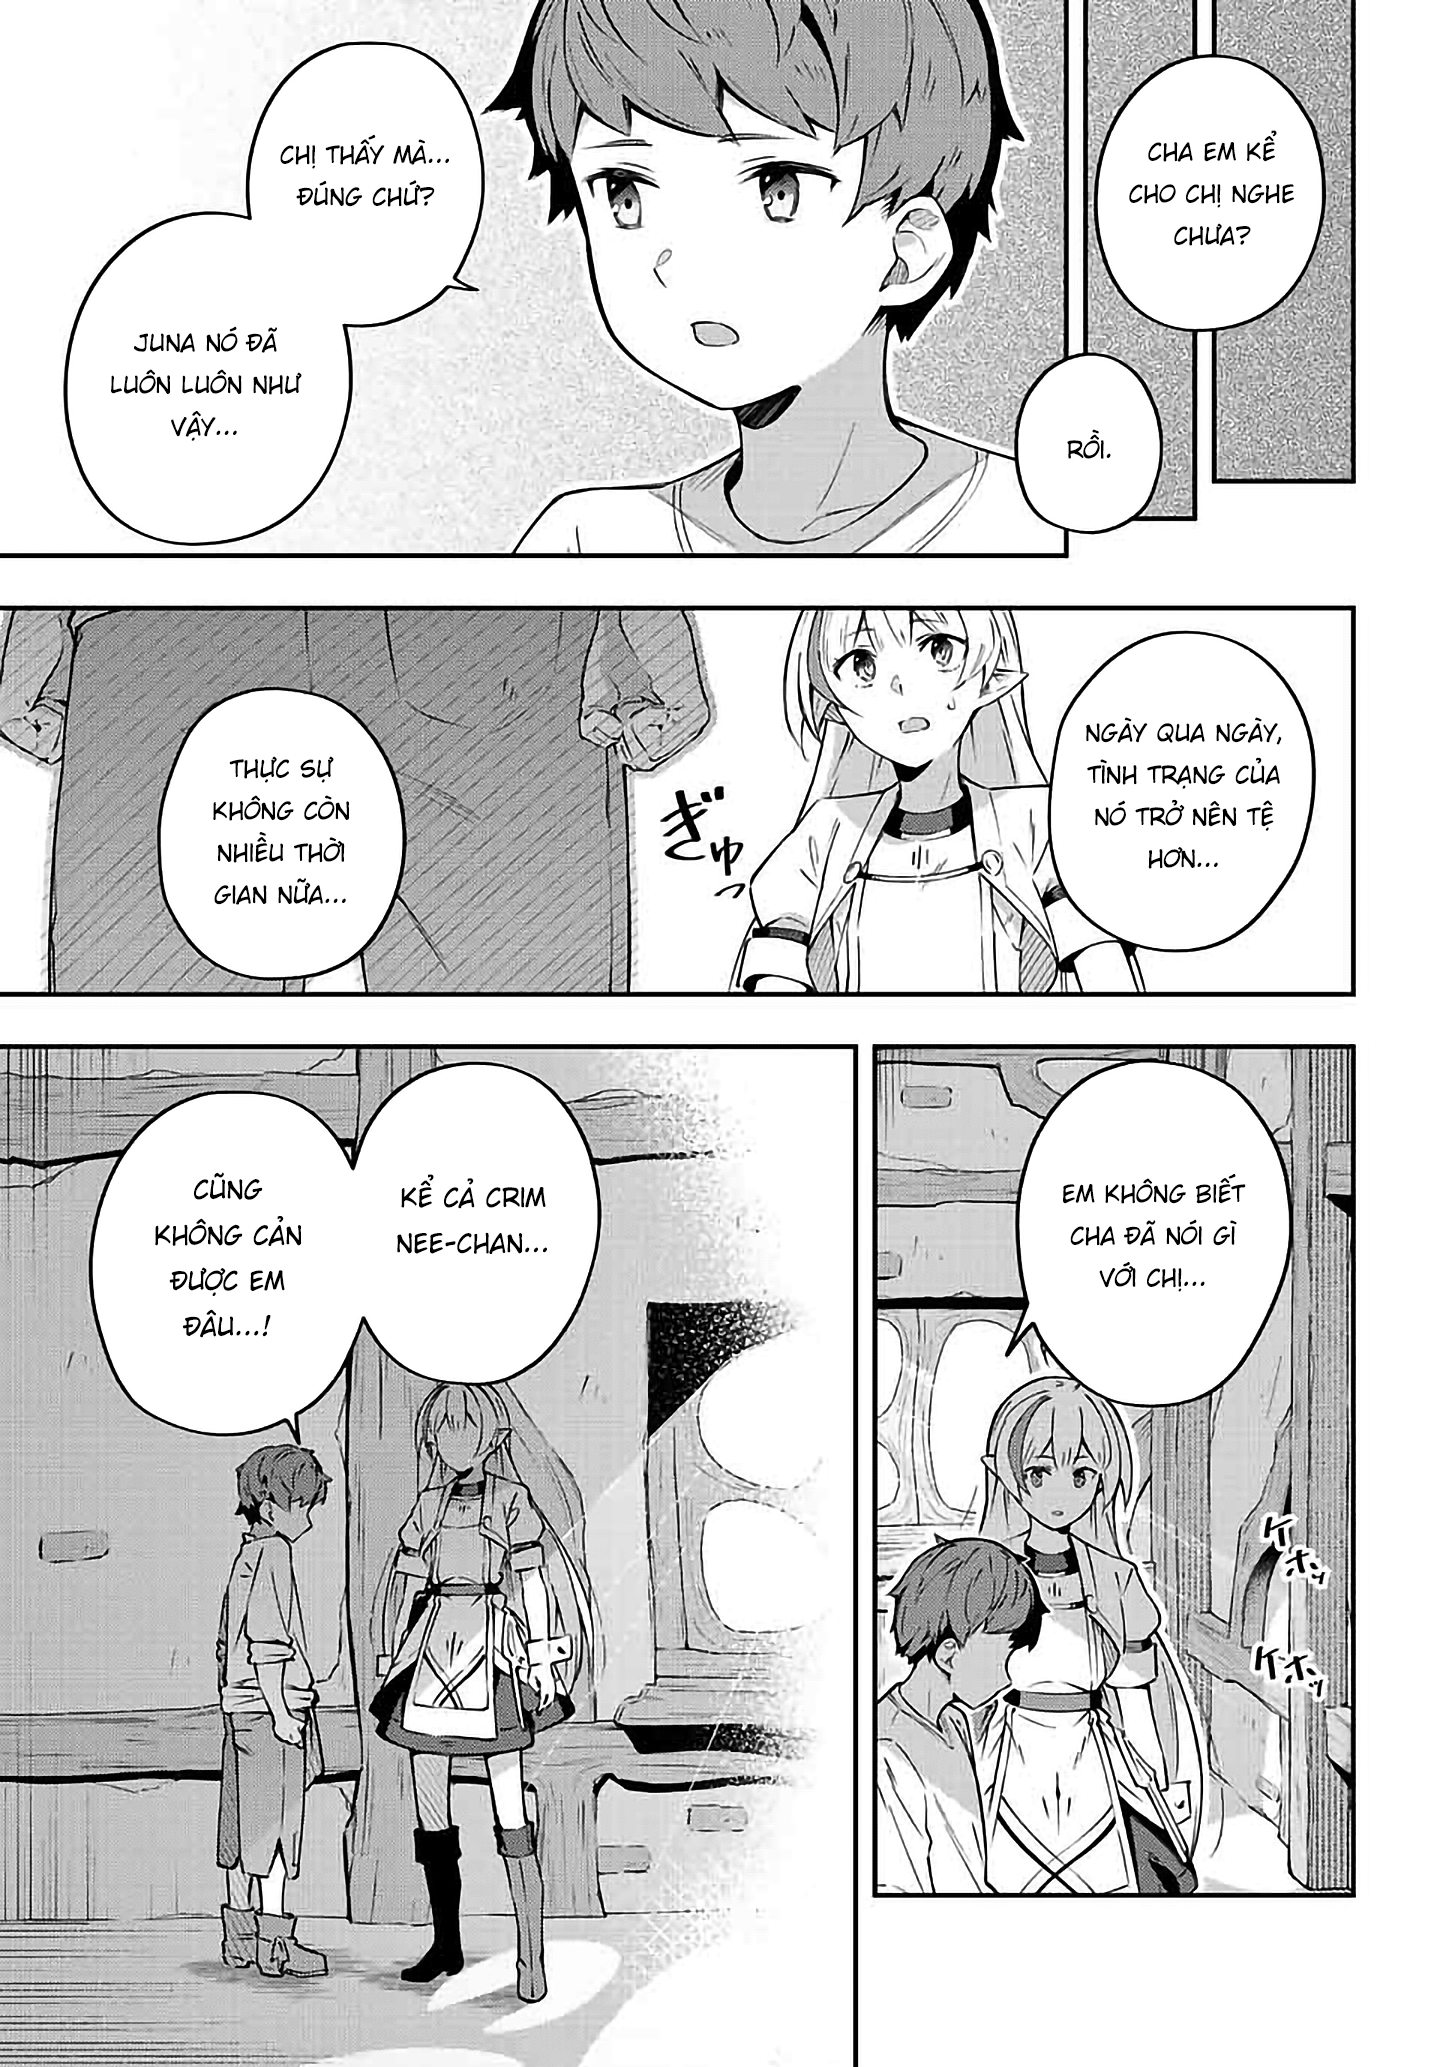 CHA EM KỂ
CHO CHỊ NGHE
CHƯA?
RỒI.
CHỊ THẤY MÀ...
ĐÚNG CHỨ?
JUNA NÓ ĐÃ
LUÔN LUÔN NHƯ
VẬY...
NGÀY QUA NGÀY,
TÌNH TRẠNG CỦA
NÓ TRỞ NÊN TỆ
HƠN...
ぎゅっ
THỰC SỰ
KHÔNG CÒN
NHIỀU THỜI
GIAN NỮA...
EM KHÔNG BIẾT
CHA ĐÃ NÓI GÌ
VỚI CHỊ...
ケホッ
ケホッ
KỂ CẢ CRIM
NEE-CHAN...
CŨNG
KHÔNG CẢN
ĐƯỢC EM
ĐÂU...!